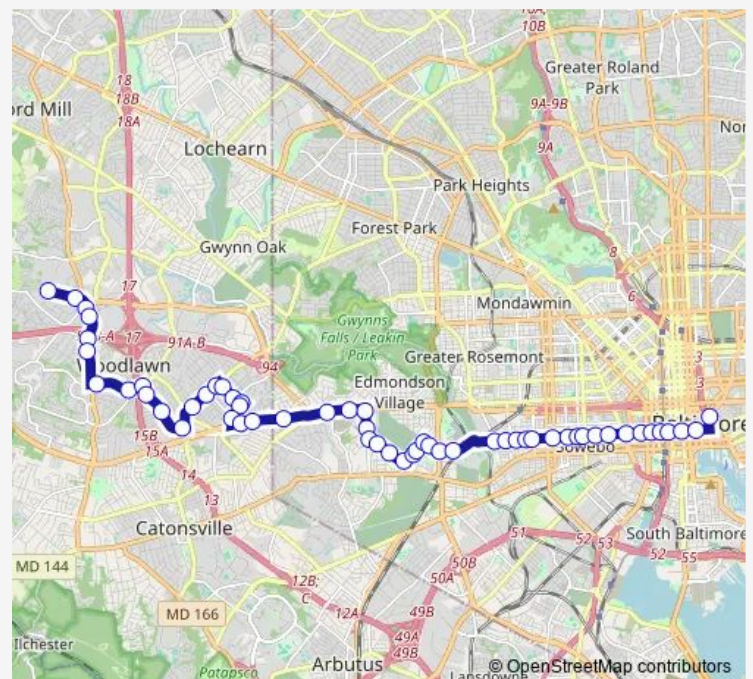 10A,
10B
Greater Roland
Park
18
18B
18A
9A-9B
ord Mill
Nor
Lochearn
9A
Park Heights
Forest Park
Gwynn Oak
8
17
6
Gwynns
Falls / Leakin
Park
Mondawmin
-A
17
91A-B
94
Greater Rosemont
3
3
oodlawn
Edmondson
Village
Baltimore
15B
15A
Sowebo
14
13
Catonsville
51
52
53
South Baltimore
52
55
MD 144
50B
50A
12B;
C
MD 166
12A
49B
49A
49B
Ilchester
Patapsco
Arbutus
Lansdowne
© OpenStreetMap contributors